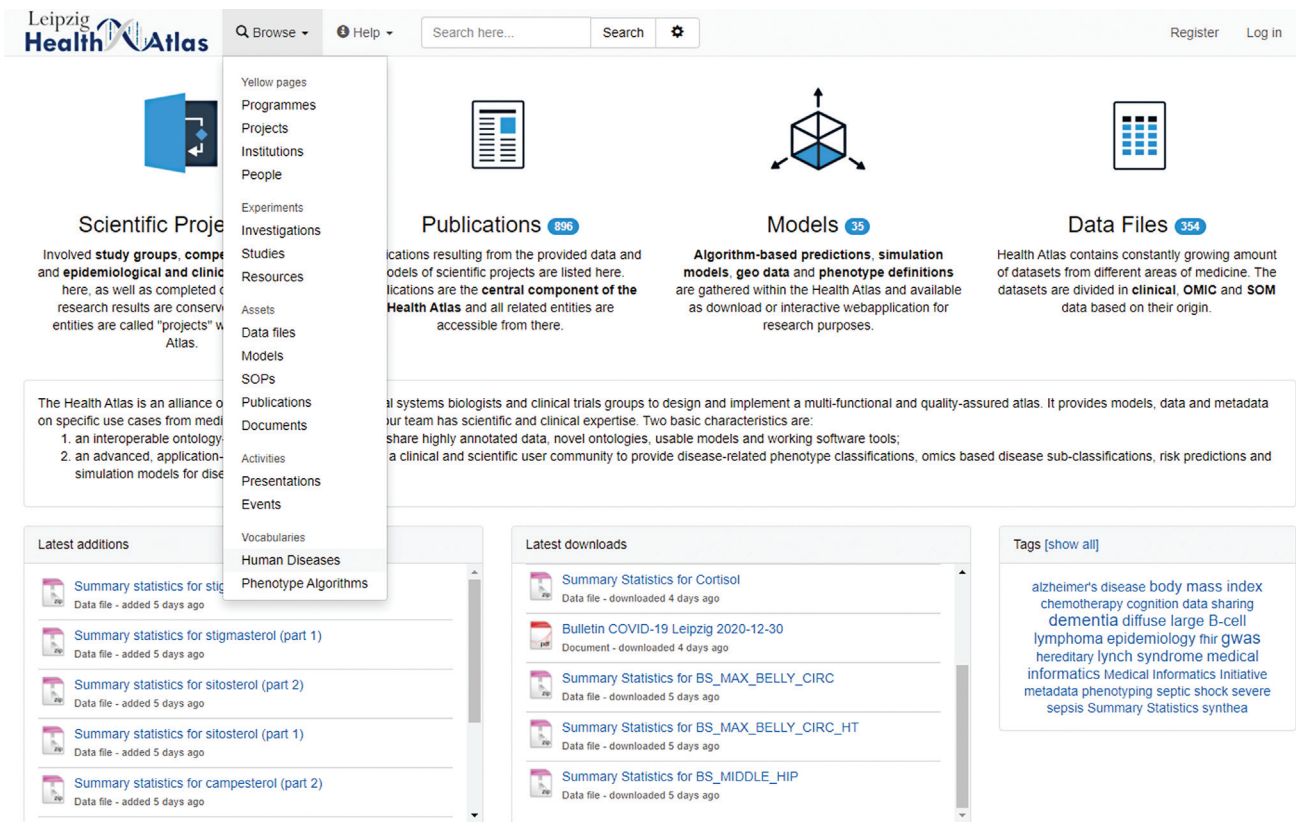 Leipzig
Health Atlas
Browse
Help
Search here...
Search
Register
Log in
Yellow pages
Programmes
Projects
Institutions
People
Experiments
Investigations
Studies
Resources
Assets
Data files
Models
SOPs
Publications
Documents
Activities
Presentations
Events
Vocabularies
Human Diseases
Phenotype Algorithms
Scientific Proje
Involved study groups, compe
and epidemiological and clinic
here, as well as completed
research results are conserv
entities are called "projects" w
Atlas.
Publications 896
ications resulting from the provided data and
odels of scientific projects are listed here.
lications are the central component of the
Health Atlas and all related entities are
accessible from there.
Models 35
Algorithm-based predictions, simulation
models, geo data and phenotype definitions
are gathered within the Health Atlas and available
as download or interactive webapplication for
research purposes.
Data Files 354
Health Atlas contains constantly growing amount
of datasets from different areas of medicine. The
datasets are divided in clinical, OMIC and SOM
data based on their origin.
The Health Atlas is an alliance o al systems biologists and clinical trials groups to design and implement a multi-functional and quality-assured atlas. It provides models, data and metadata
on specific use cases from medi ur team has scientific and clinical expertise. Two basic characteristics are:
1. an interoperable ontology- share highly annotated data, novel ontologies, usable models and working software tools;
2. an advanced, application- a clinical and scientific user community to provide disease-related phenotype classifications, omics based disease sub-classifications, risk predictions and
simulation models for dise
Latest additions
Summary statistics for stig
Data file - added 5 days ago
Summary statistics for stigmasterol (part 1)
Data file - added 5 days ago
Summary statistics for sitosterol (part 2)
Data file - added 5 days ago
Summary statistics for sitosterol (part 1)
Data file - added 5 days ago
Summary statistics for campesterol (part 2)
Data file - added 5 days ago
Latest downloads
Summary Statistics for Cortisol
Data file - downloaded 4 days ago
Bulletin COVID-19 Leipzig 2020-12-30
Document - downloaded 4 days ago
Summary Statistics for BS_MAX_BELLY_CIRC
Data file - downloaded 5 days ago
Summary Statistics for BS_MAX_BELLY_CIRC_HT
Data file - downloaded 5 days ago
Summary Statistics for BS_MIDDLE_HIP
Data file - downloaded 5 days ago
Tags [show all]
alzheimer's disease body mass index
chemotherapy cognition data sharing
dementia diffuse large B-cell
lymphoma epidemiology fhir gwas
hereditary lynch syndrome medical
informatics Medical Informatics Initiative
metadata phenotyping septic shock severe
sepsis Summary Statistics synthea